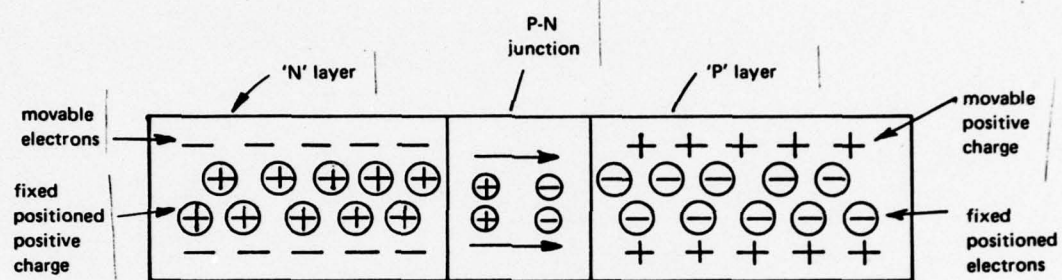 P-N
junction
'N' layer
'P' layer
movable
electrons
fixed
positioned
positive
charge
movable
positive
charge
fixed
positioned
electrons